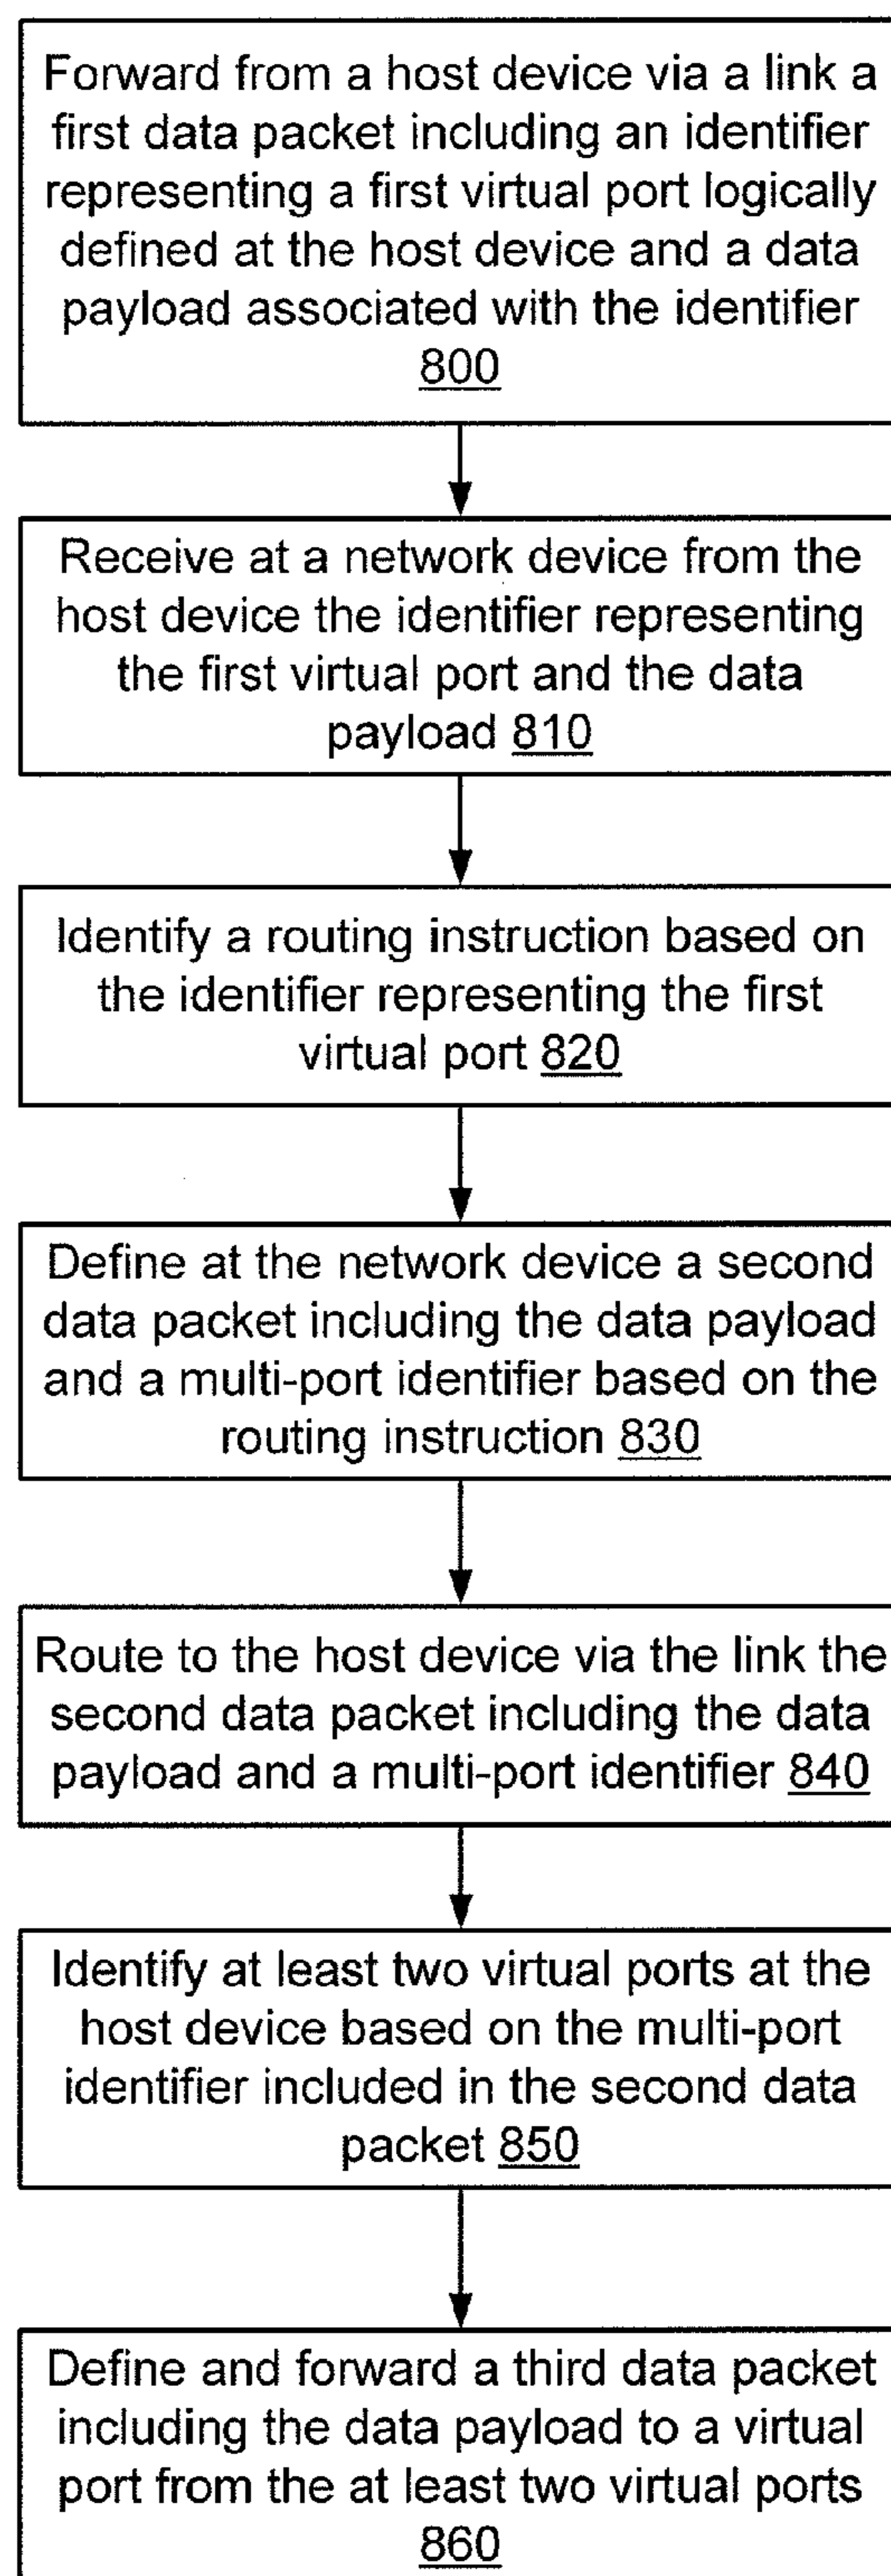 Forward from a host device via a link a
first data packet including an identifier
representing a first virtual port logically
defined at the host device and a data
payload associated with the identifier
800
Receive at a network device from the
host device the identifier representing
the first virtual port and the data
payload 810
Identify a routing instruction based on
the identifier representing the first
virtual port 820
Define at the network device a second
data packet including the data payload
and a multi-port identifier based on the
routing instruction 830
Route to the host device via the link the
second data packet including the data
payload and a multi-port identifier 840
Identify at least two virtual ports at the
host device based on the multi-port
identifier included in the second data
packet 850
Define and forward a third data packet
including the data payload to a virtual
port from the at least two virtual ports
860